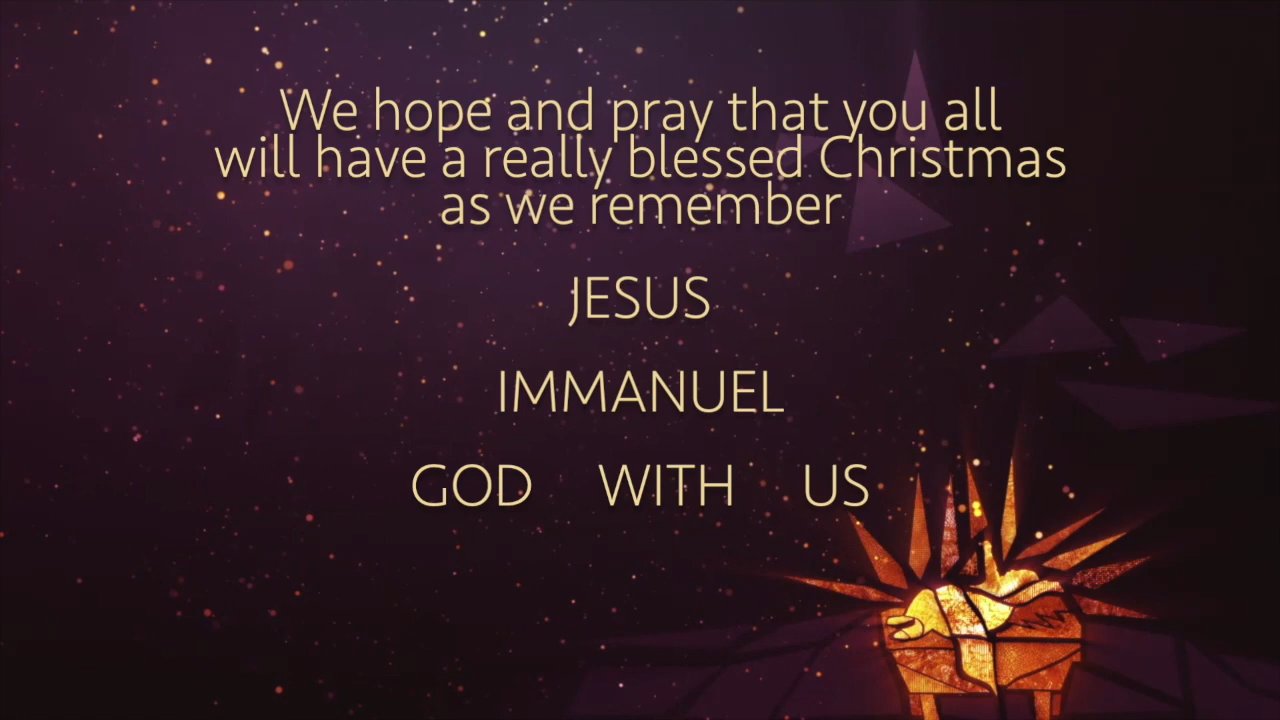 We hope and pray that you all
will have a really blessed Christmas
as we remember
JESUS
IMMANUEL
GOD WITH US